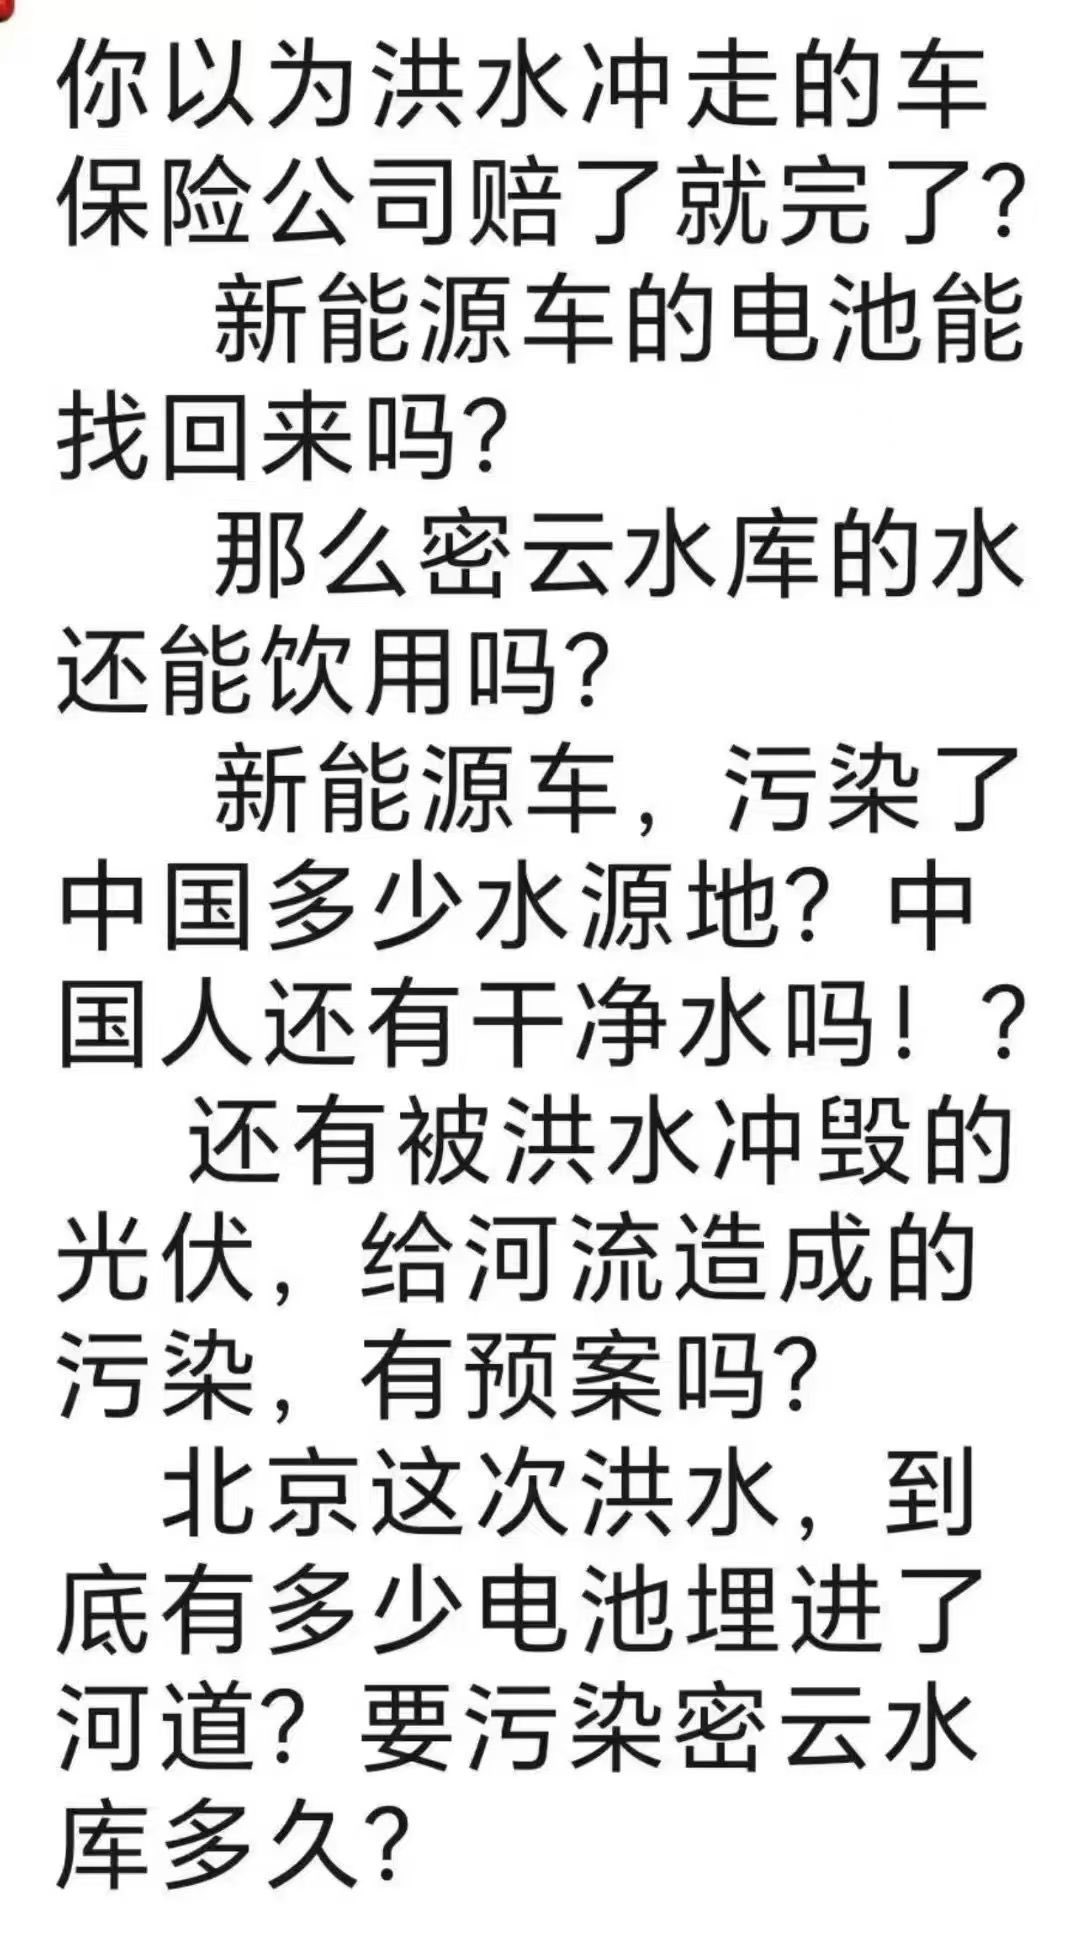 你以为洪水冲走的车
保险公司赔了就完了?
新能源车的电池能
找回来吗?
那么密云水库的水
还能饮用吗?
新能源车，污染了
中国多少水源地? 中
国人还有干净水吗! ?
还有被洪水冲毁的
光伏，给河流造成的
污染，有预案吗?
北京这次洪水，到
底有多少电池埋进了
河道? 要污染密云水
库多久?